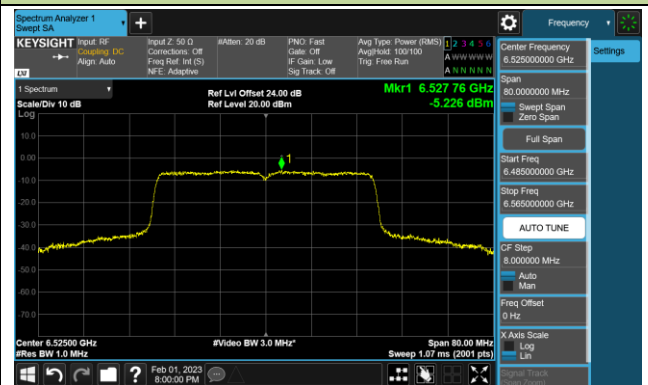 Spectrum Analyzer 1
Swept SA
+
Frequency
KEYSIGHT
Input: RF
Coupling: DC
Align: Auto
Input Z: 50 Ω
Corrections: Off
Freq Ref: Int (S)
NFE: Adaptive
#Atten: 20 dB
PNO: Fast
Gate: Off
IF Gain: Low
Sig Track: Off
Avg Type: Power (RMS)
Avg|Hold: 100/100
Trig: Free Run
1 2 3 4 5 6
A W W W W W
A N N N N N
LXI
1 Spectrum
Scale/Div 10 dB
Log
Ref Lvl Offset 24.00 dB
Ref Level 20.00 dBm
Mkr1 6.527 76 GHz
-5.226 dBm
10.0
0.00
-10.0
-20.0
-30.0
-40.0
-50.0
-60.0
-70.0
1
Center 6.52500 GHz
#Res BW 1.0 MHz
#Video BW 3.0 MHz*
Span 80.00 MHz
Sweep 1.07 ms (2001 pts)
Feb 01, 2023
8:00:00 PM
?
Center Frequency
6.525000000 GHz
Settings
Span
80.0000000 MHz
Swept Span
Zero Span
Full Span
Start Freq
6.485000000 GHz
Stop Freq
6.565000000 GHz
AUTO TUNE
CF Step
8.000000 MHz
Auto
Man
Freq Offset
0 Hz
X Axis Scale
Log
Lin
Signal Track
(Span Zoom)